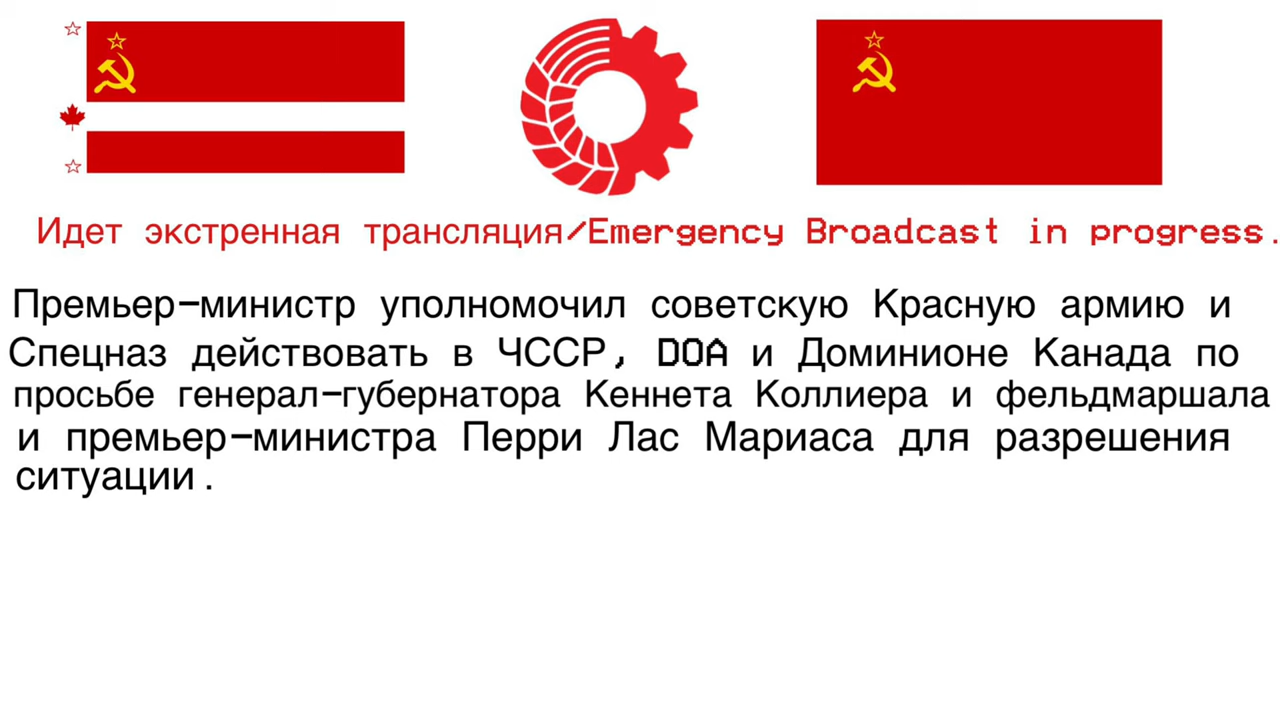 Идет экстренная трансляция/Emergency Broadcast in progress.
Премьер-министр уполномочил советскую Красную армию и
Спецназ действовать в ЧССР, DOA и Доминионе Канада по
просьбе генерал-губернатора Кеннета Коллиера и фельдмаршала
и премьер-министра Перри Лас Мариаса для разрешения
ситуации.